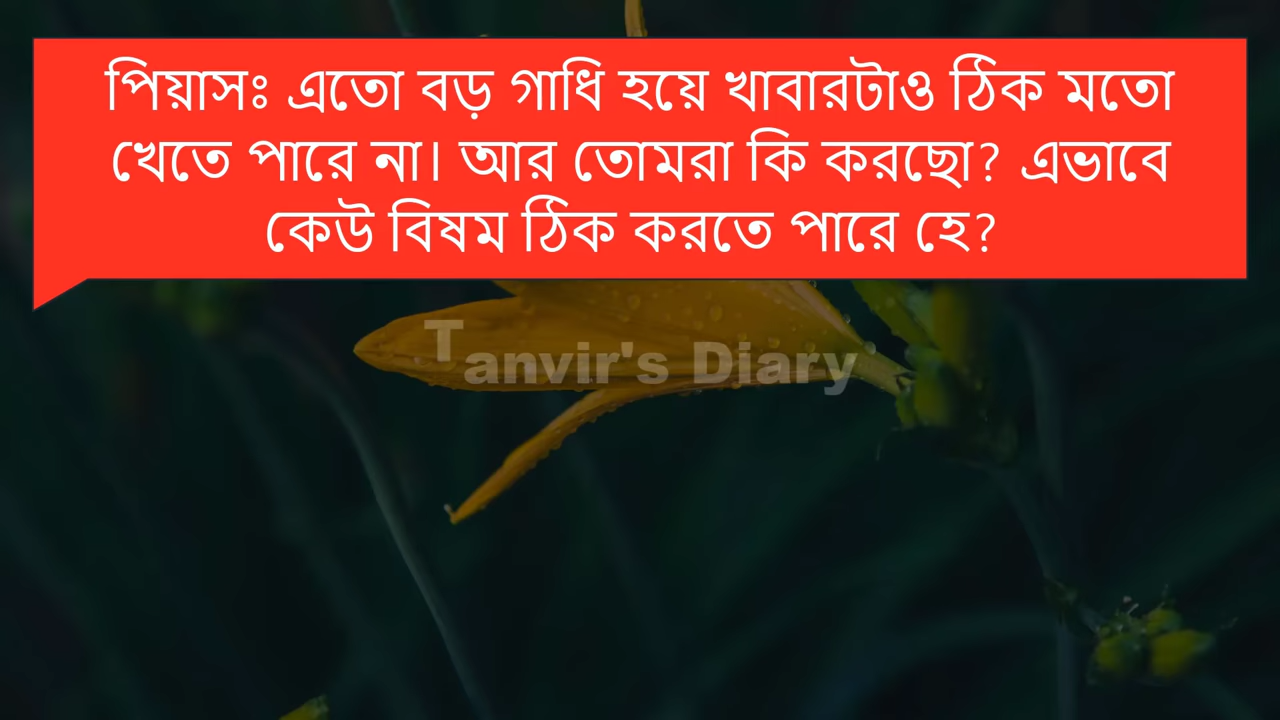 পিয়াসঃ এতো বড় গাধি হয়ে খাবারটাও ঠিক মতো
খেতে পারে না। আর তোমরা কি করছো? এভাবে
কেউ বিষম ঠিক করতে পারে হে?
Tanvir's Diary